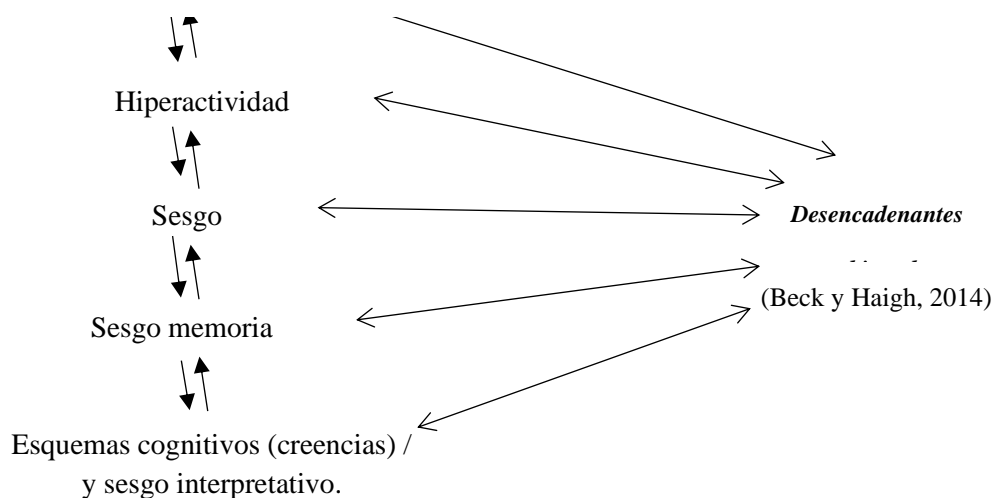 Hiperactividad
Sesgo
Desencadenantes
(Beck y Haigh, 2014)
Sesgo memoria
Esquemas cognitivos (creencias) /
y sesgo interpretativo.